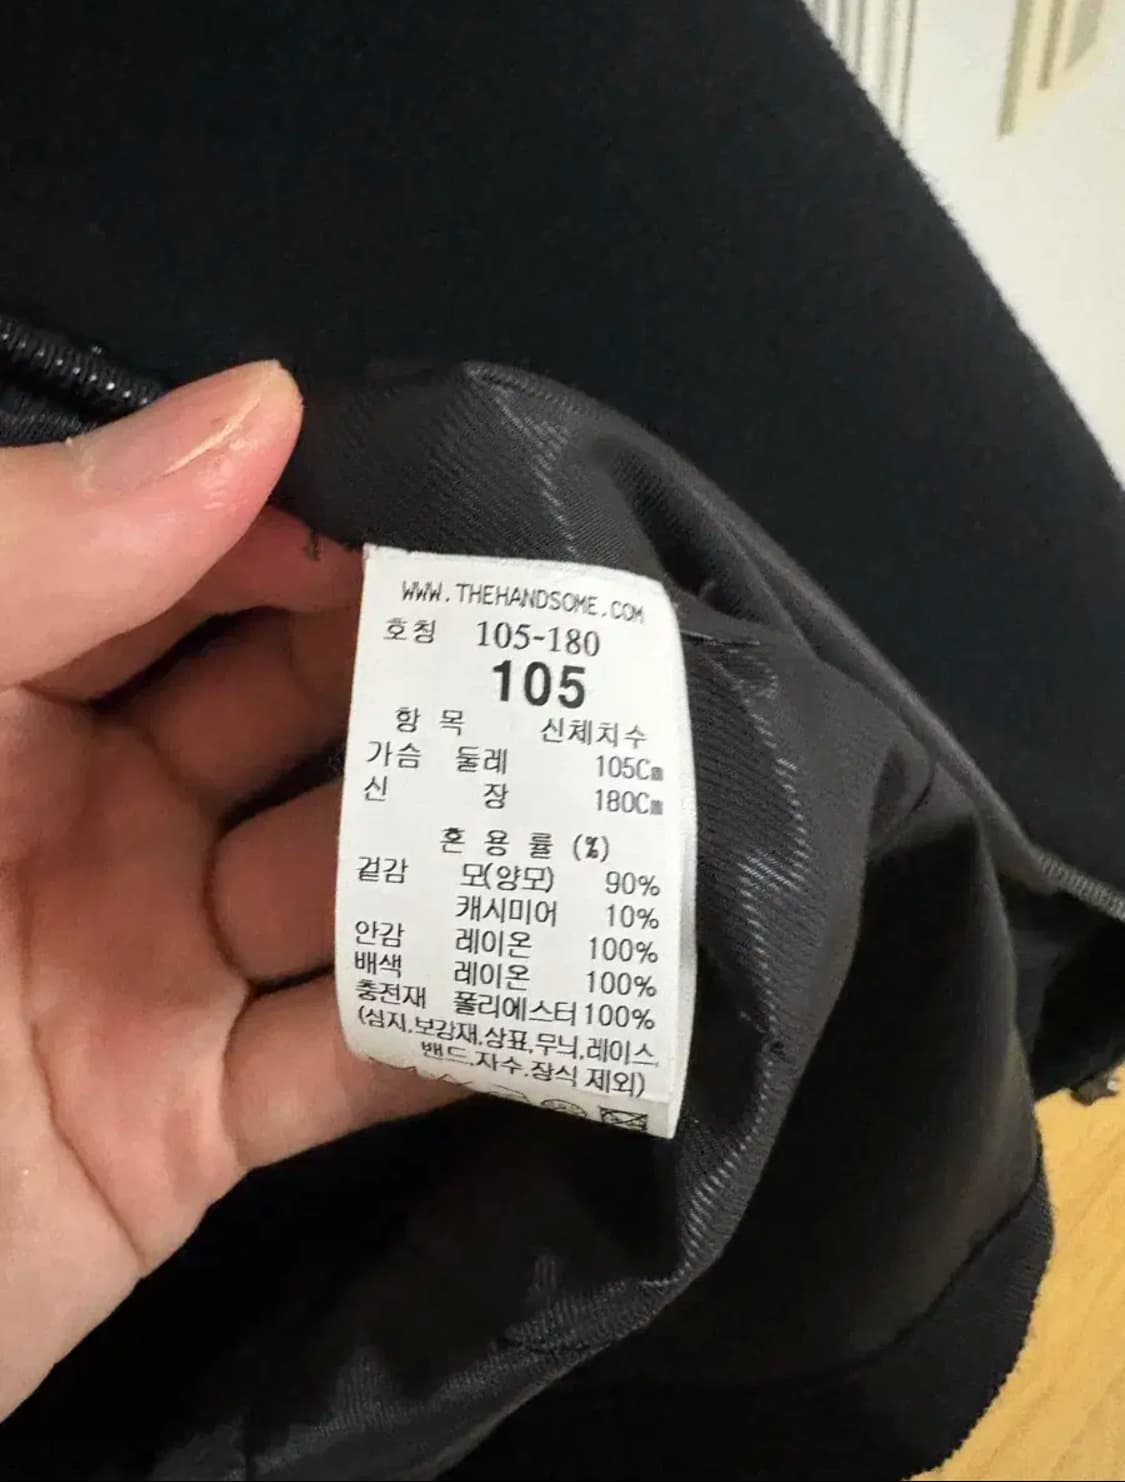 WWW.THEHANDSOME.COM
호칭 105-180
105
항 목 신체치수
가슴 둘레 105Cm
신 장 180Cm
혼 용 률 (%)
겉감 모(양모) 90%
캐시미어 10%
안감 레이온 100%
배색 레이온 100%
충전재 폴리에스터 100%
(심지,보강재,상표,무늬,레이스
밴드,자수,장식 제외)